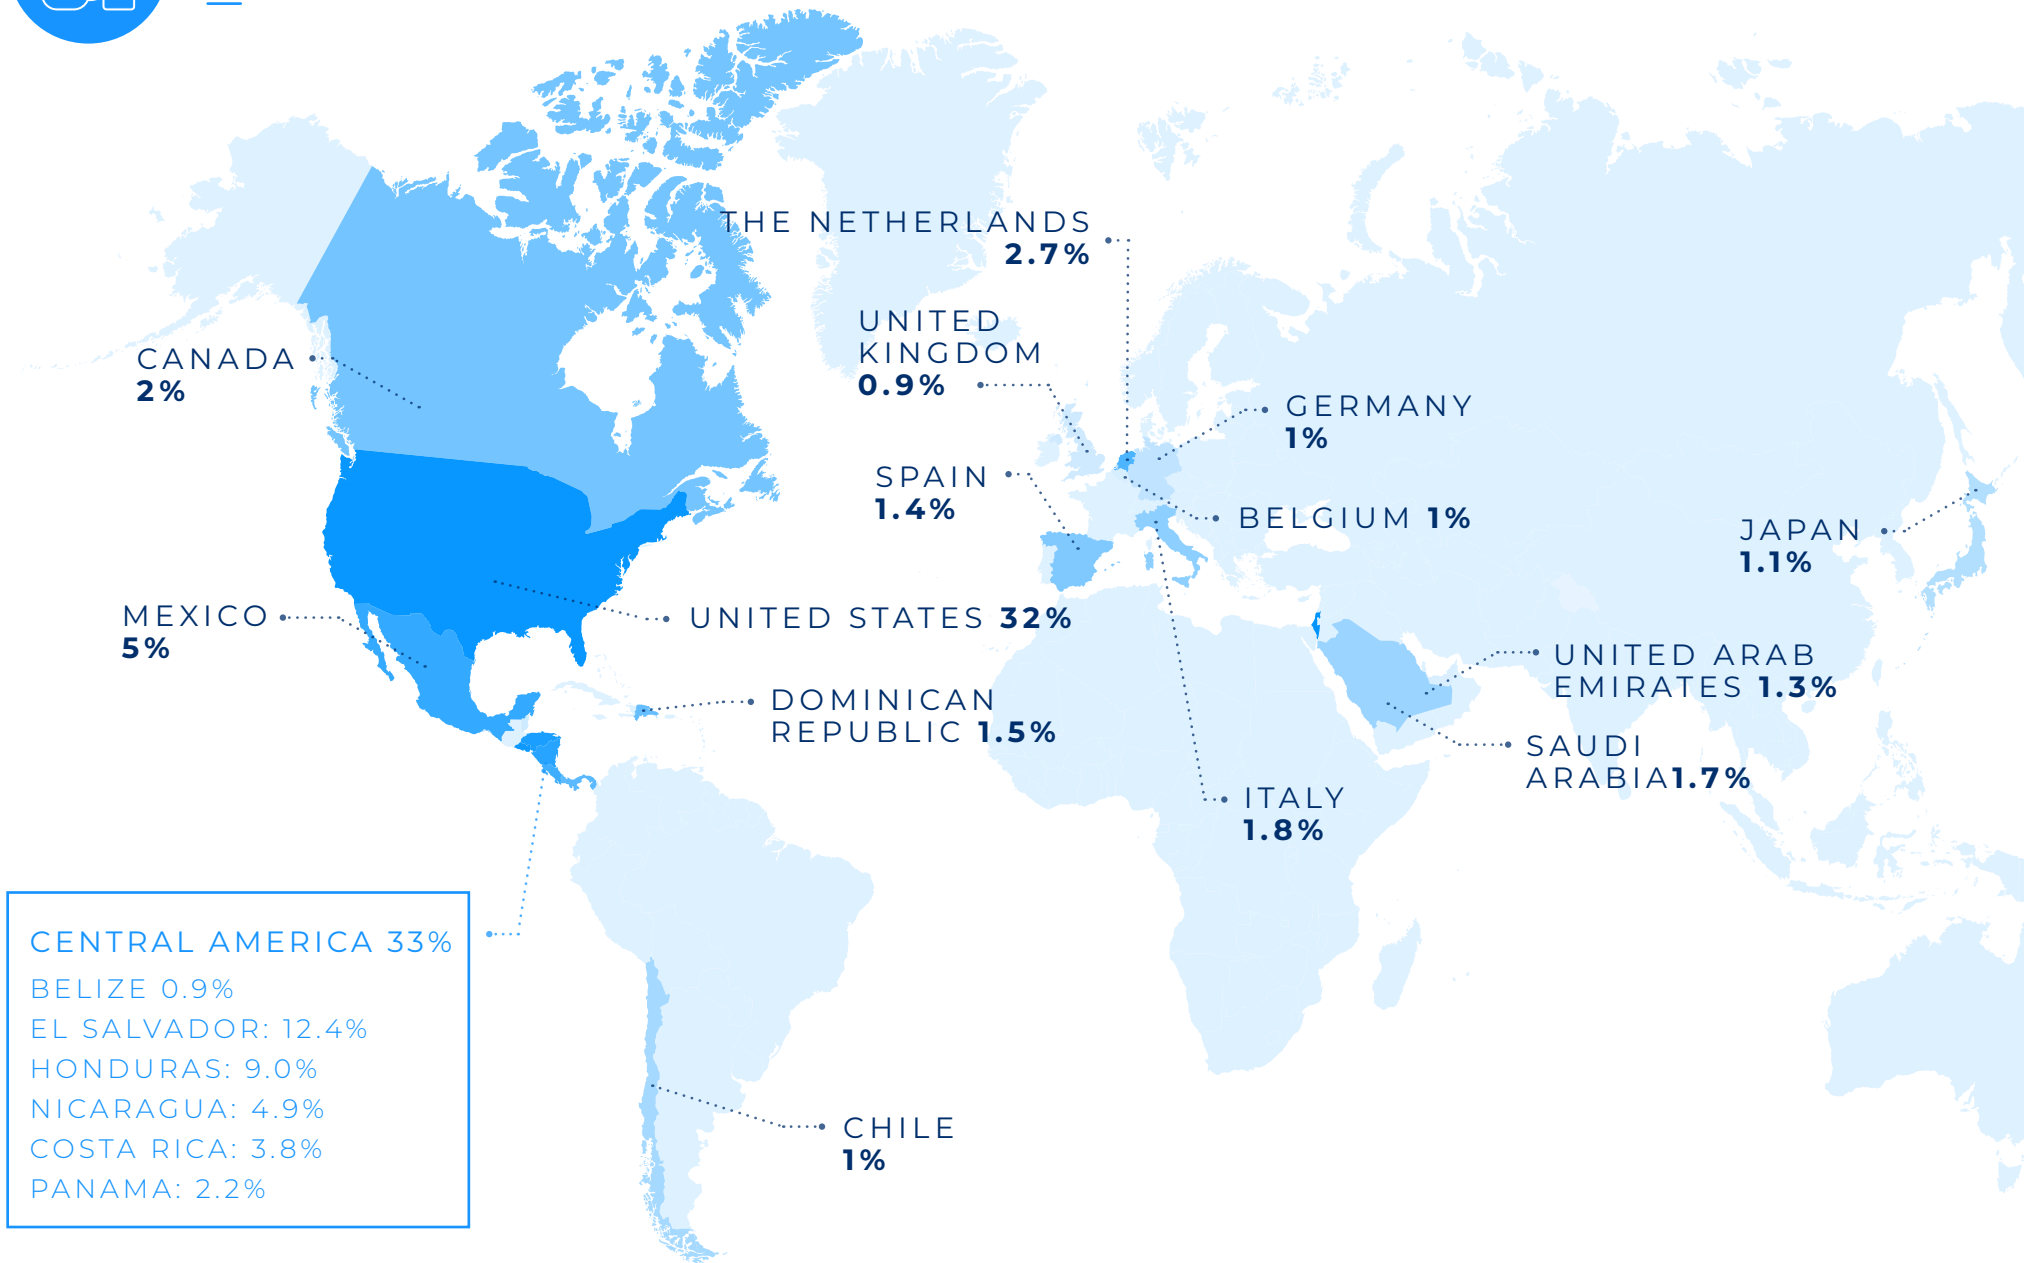 THE NETHERLANDS
2.7%
UNITED
KINGDOM
0.9%
CANADA
2%
GERMANY
1%
SPAIN
1.4%
BELGIUM 1%
JAPAN
1.1%
MEXICO
5%
UNITED STATES 32%
UNITED ARAB
EMIRATES 1.3%
DOMINICAN
REPUBLIC 1.5%
SAUDI
ARABIA1.7%
ITALY
1.8%
CENTRAL AMERICA 33%
BELIZE 0.9%
EL SALVADOR: 12.4%
HONDURAS: 9.0%
NICARAGUA: 4.9%
COSTA RICA: 3.8%
PANAMA: 2.2%
CHILE
1%